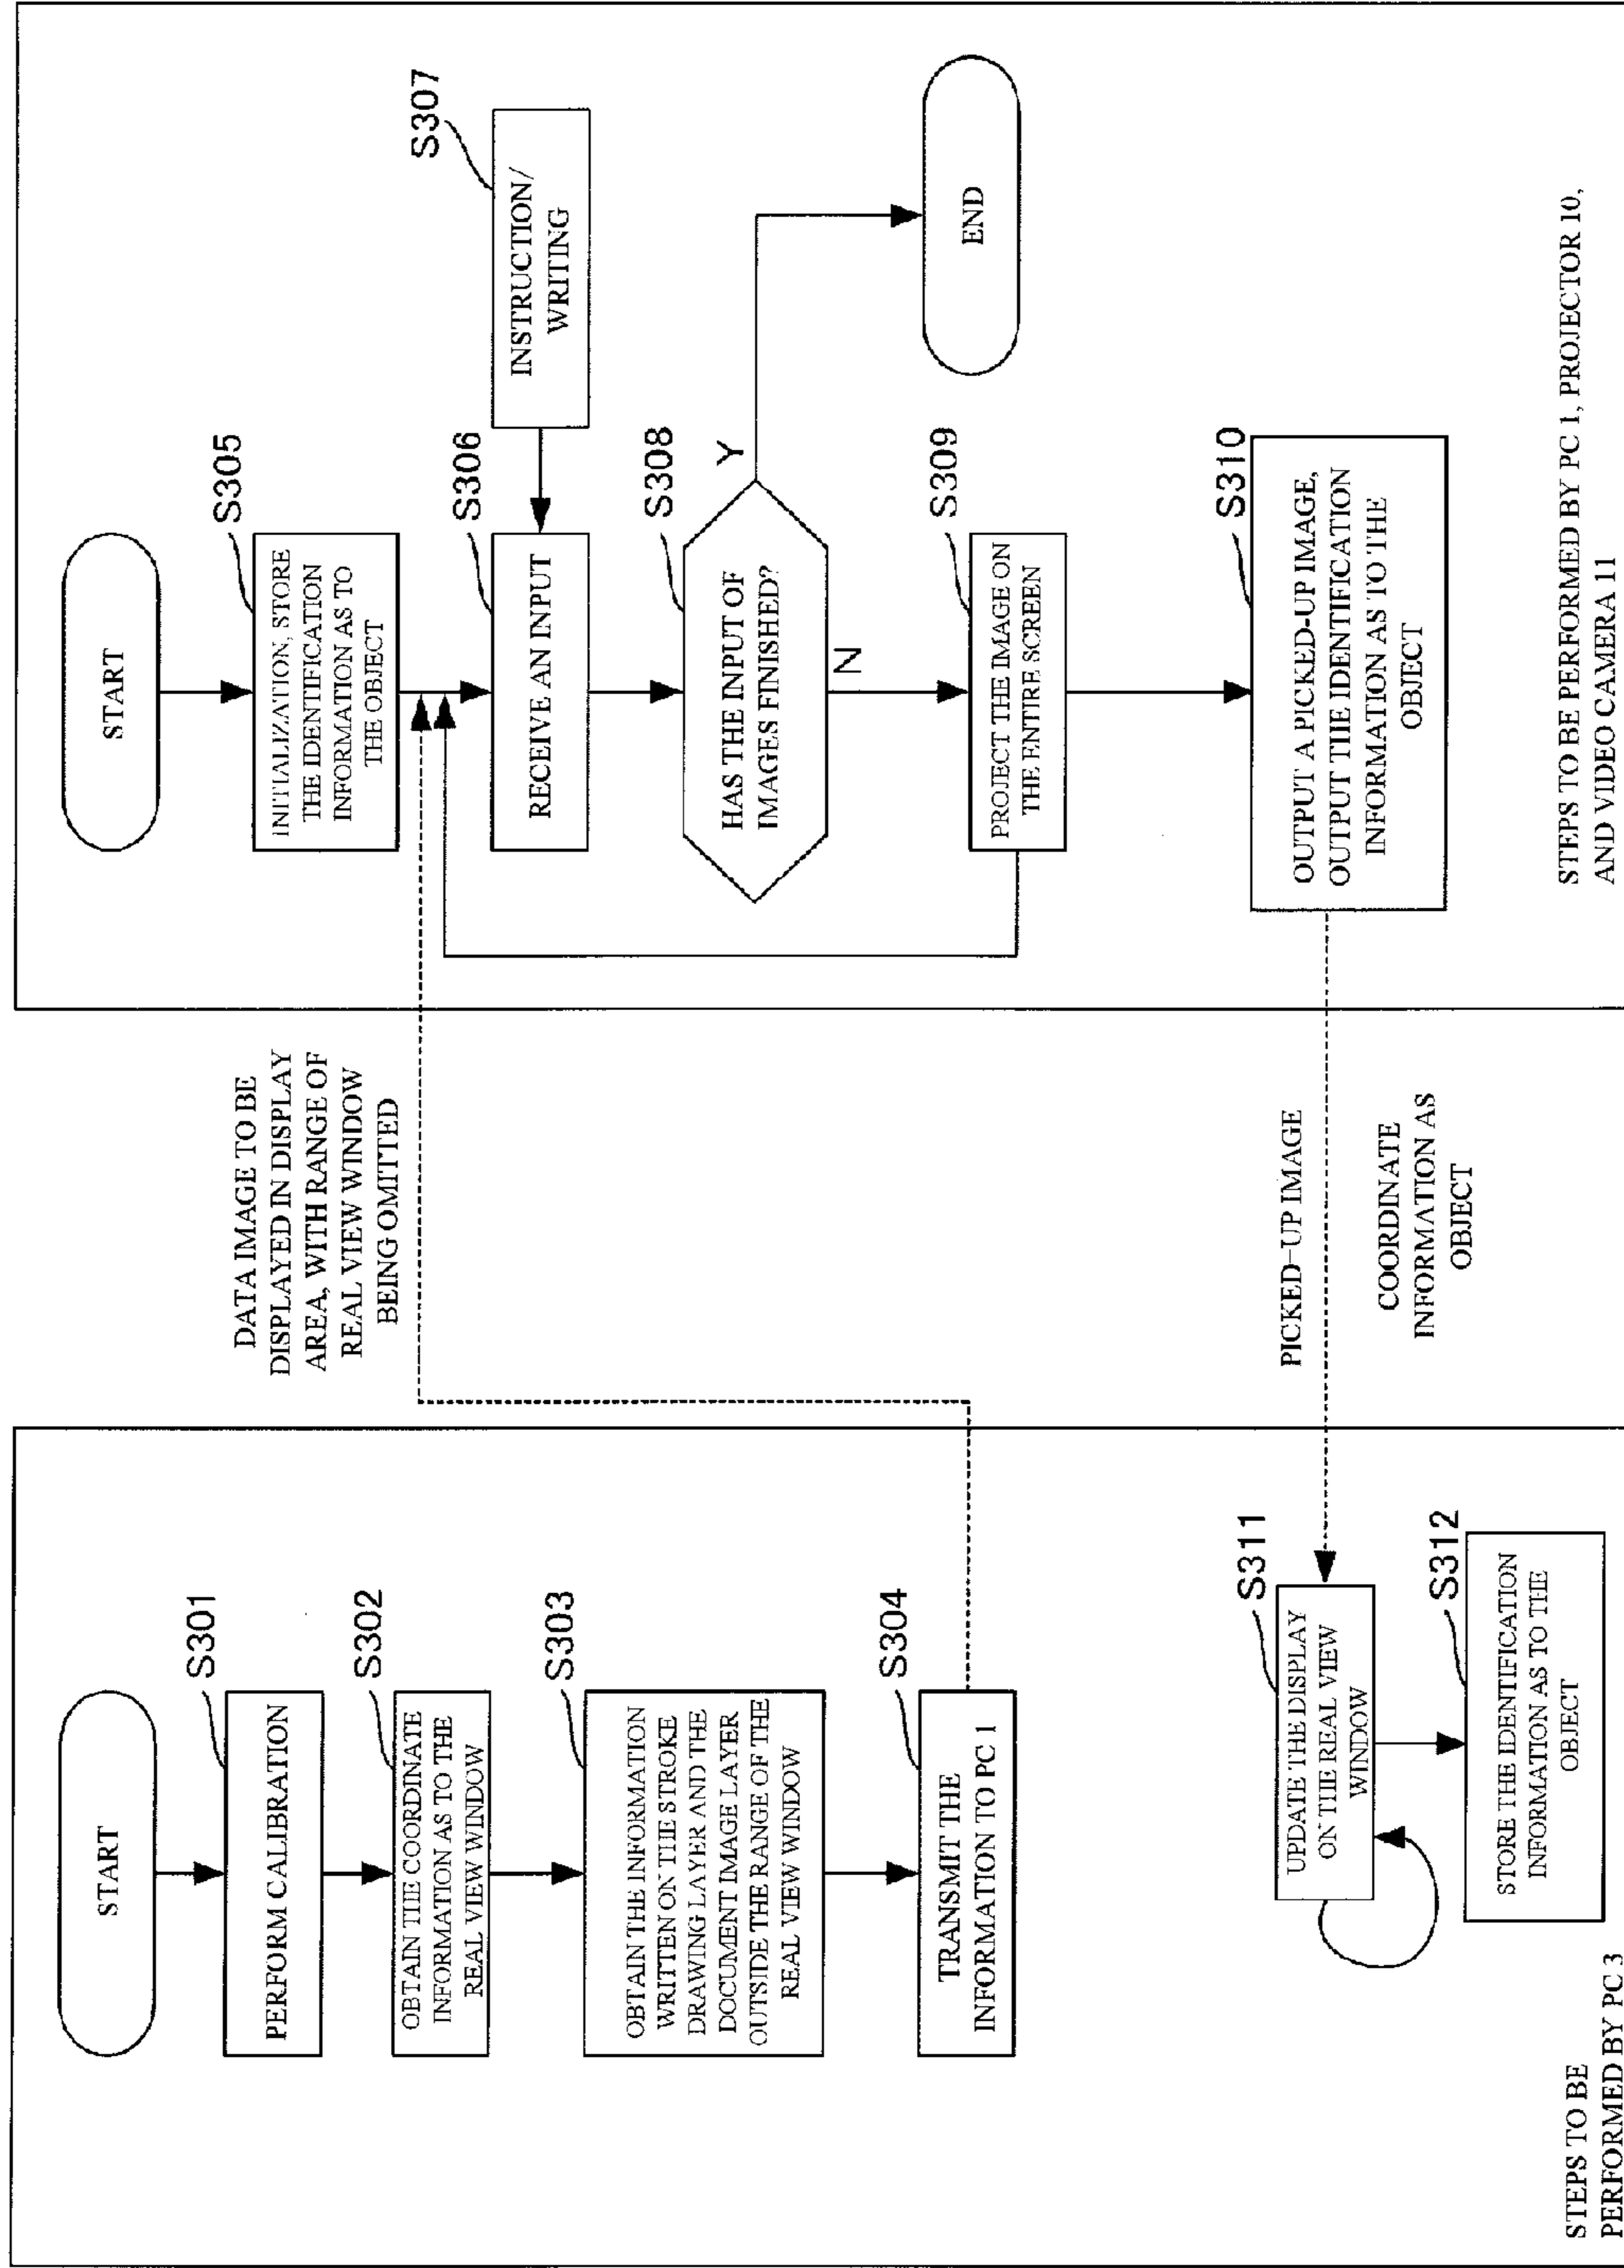 START
S301
PERFORM CALIBRATION
S302
OBTAIN THE COORDINATE
INFORMATION AS TO THE
REAL VIEW WINDOW
S303
OBTAIN THE INFORMATION
WRITTEN ON THE STROKE
DRAWING LAYER AND THE
DOCUMENT IMAGE LAYER
OUTSIDE THE RANGE OF THE
REAL VIEW WINDOW
S304
TRANSMIT THE
INFORMATION TO PC 1
S311
UPDATE THE DISPLAY
ON THE REAL VIEW
WINDOW
S312
STORE THE IDENTIFICATION
INFORMATION AS TO THE
OBJECT
STEPS TO BE
PERFORMED BY PC 3
DATA IMAGE TO BE
DISPLAYED IN DISPLAY
AREA, WITH RANGE OF
REAL VIEW WINDOW
BEING OMITTED
PICKED-UP IMAGE
COORDINATE
INFORMATION AS
OBJECT
START
S305
INITIALIZATION, STORE
THE IDENTIFICATION
INFORMATION AS TO
THE OBJECT
S306
RECEIVE AN INPUT
S307
INSTRUCTION/
WRITING
S308
HAS THE INPUT OF
IMAGES FINISHED?
Y
N
END
S309
PROJECT THE IMAGE ON
THE ENTIRE SCREEN
S310
OUTPUT A PICKED-UP IMAGE,
OUTPUT THE IDENTIFICATION
INFORMATION AS TO THE
OBJECT
STEPS TO BE PERFORMED BY PC 1, PROJECTOR 10,
AND VIDEO CAMERA 11